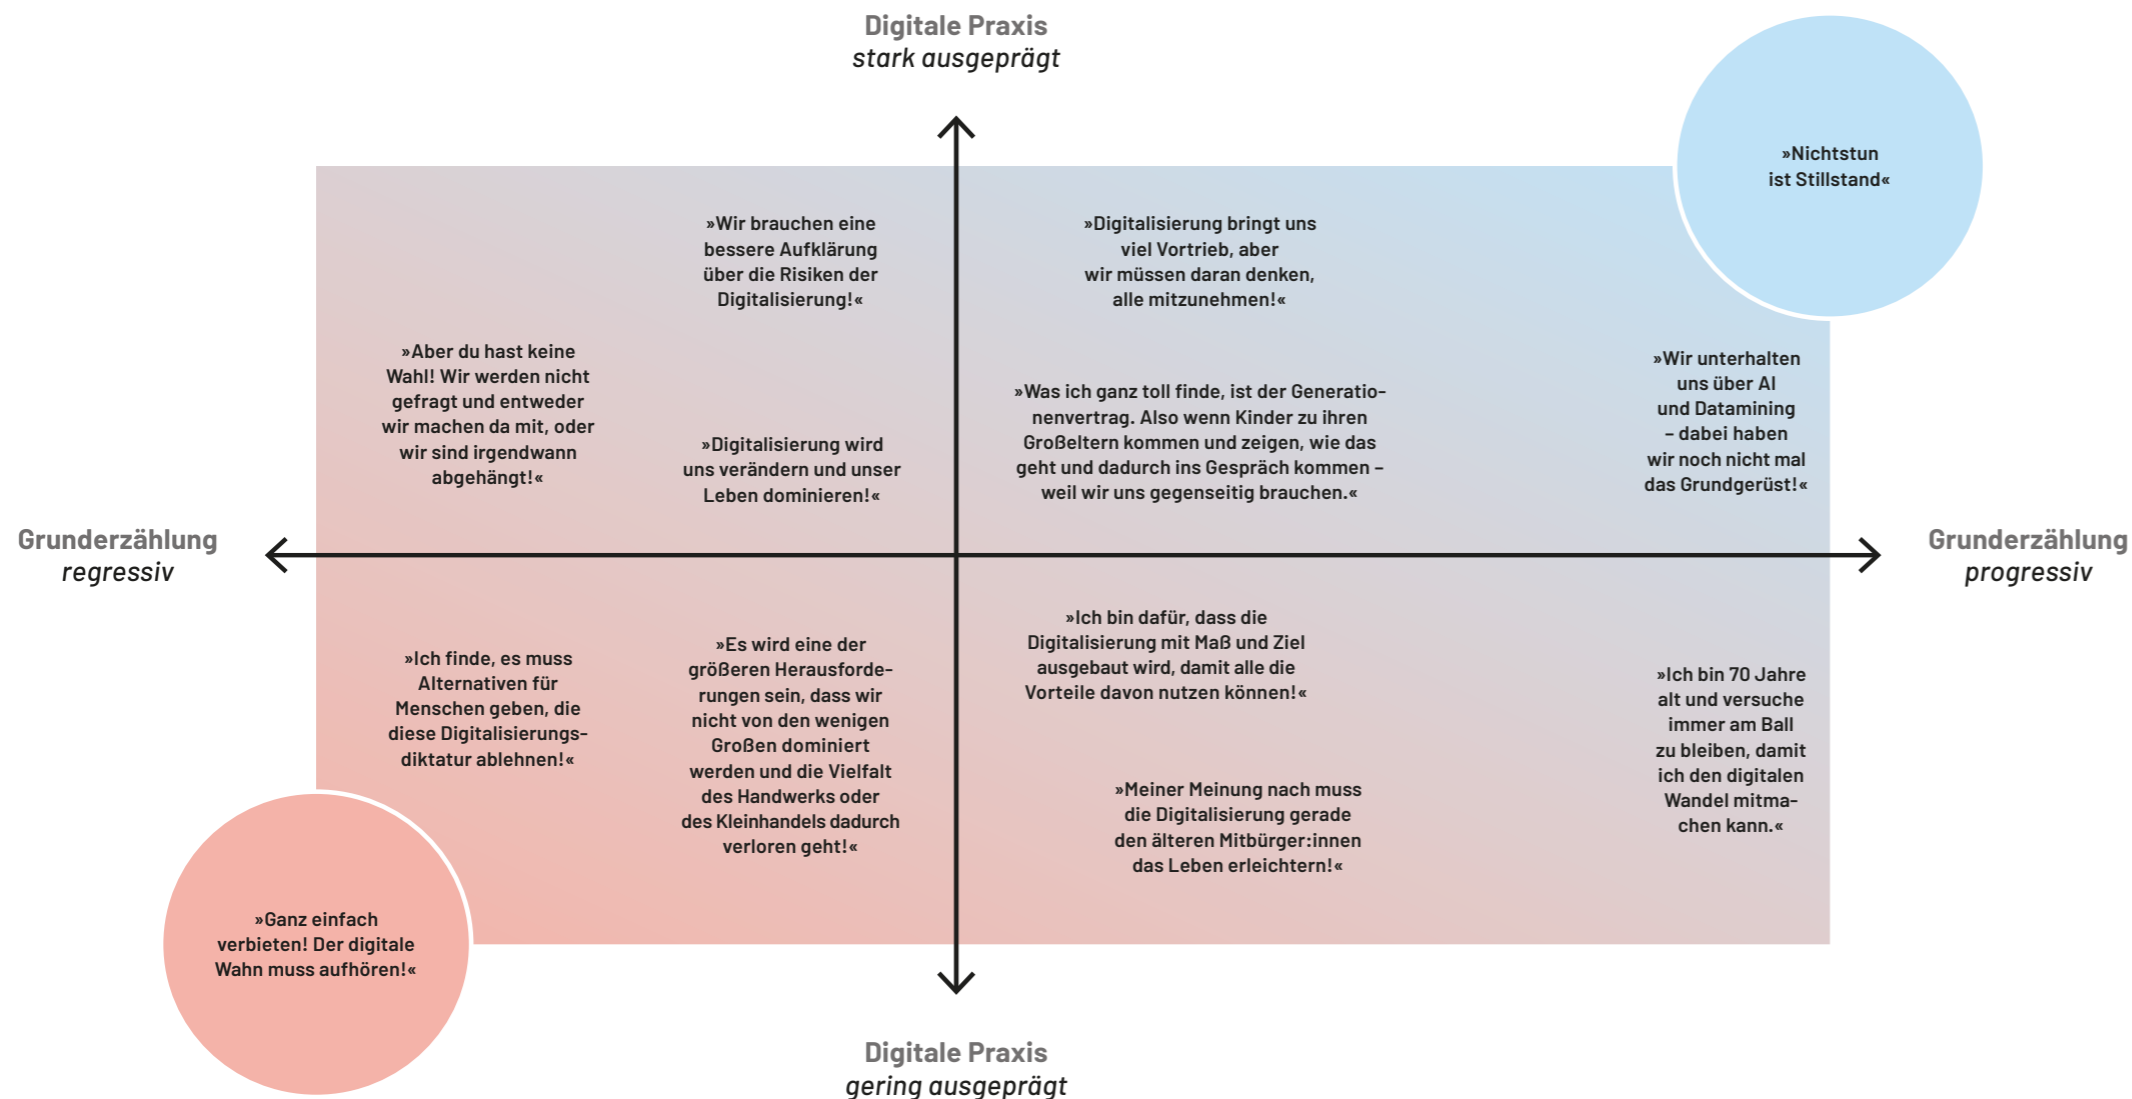 Digitale Praxis
stark ausgeprägt
»Nichtstun
ist Stillstand«
»Wir brauchen eine
bessere Aufklärung
über die Risiken der
Digitalisierung!«
»Digitalisierung bringt uns
viel Vortrieb, aber
wir müssen daran denken,
alle mitzunehmen!«
»Aber du hast keine
Wahl! Wir werden nicht
gefragt und entweder
wir machen da mit, oder
wir sind irgendwann
abgehängt!«
»Digitalisierung wird
uns verändern und unser
Leben dominieren!«
»Was ich ganz toll finde, ist der Generatio-
nenvertrag. Also wenn Kinder zu ihren
Großeltern kommen und zeigen, wie das
geht und dadurch ins Gespräch kommen –
weil wir uns gegenseitig brauchen.«
»Wir unterhalten
uns über AI
und Datamining
– dabei haben
wir noch nicht mal
das Grundgerüst!«
Grunderzählung
regressiv
Grunderzählung
progressiv
»Ich finde, es muss
Alternativen für
Menschen geben, die
diese Digitalisierungs-
diktatur ablehnen!«
»Es wird eine der
größeren Herausforde-
rungen sein, dass wir
nicht von den wenigen
Großen dominiert
werden und die Vielfalt
des Handwerks oder
des Kleinhandels dadurch
verloren geht!«
»Ich bin dafür, dass die
Digitalisierung mit Maß und Ziel
ausgebaut wird, damit alle die
Vorteile davon nutzen können!«
»Meiner Meinung nach muss
die Digitalisierung gerade
den älteren Mitbürger:innen
das Leben erleichtern!«
»Ich bin 70 Jahre
alt und versuche
immer am Ball
zu bleiben, damit
ich den digitalen
Wandel mitma-
chen kann.«
»Ganz einfach
verbieten! Der digitale
Wahn muss aufhören!«
Digitale Praxis
gering ausgeprägt